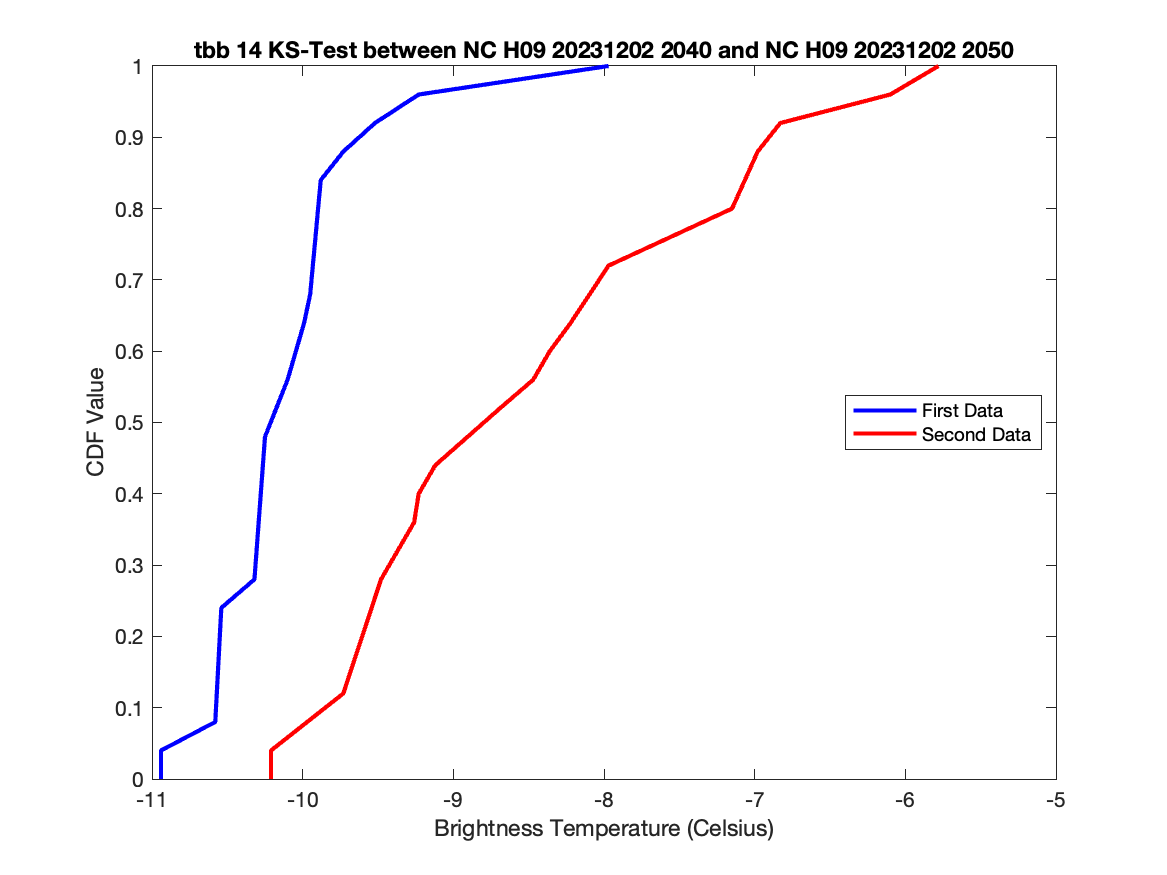 tbb 14 KS-Test between NC H09 20231202 2040 and NC H09 20231202 2050
1
0.9
0.8
0.7
0.6
0.5
0.4
0.3
0.2
0.1
0
CDF Value
First Data
Second Data
-11 -10 -9 -8 -7 -6 -5
Brightness Temperature (Celsius)